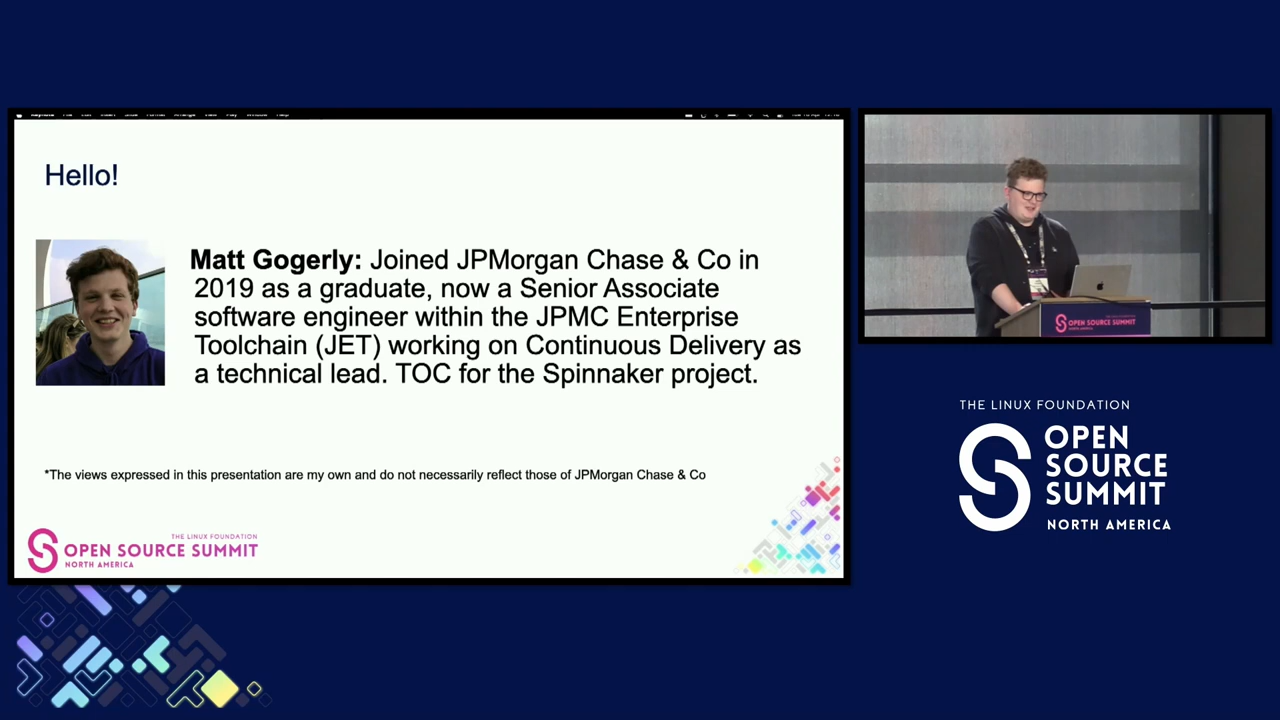 Hello!
Matt Gogerly: Joined JPMorgan Chase & Co in
2019 as a graduate, now a Senior Associate
software engineer within the JPMC Enterprise
Toolchain (JET) working on Continuous Delivery as
a technical lead. TOC for the Spinnaker project.
*The views expressed in this presentation are my own and do not necessarily reflect those of JPMorgan Chase & Co
THE LINUX FOUNDATION
OPEN SOURCE SUMMIT
NORTH AMERICA
OPEN SOURCE SUMMIT
THE LINUX FOUNDATION
OPEN
SOURCE
SUMMIT
NORTH AMERICA